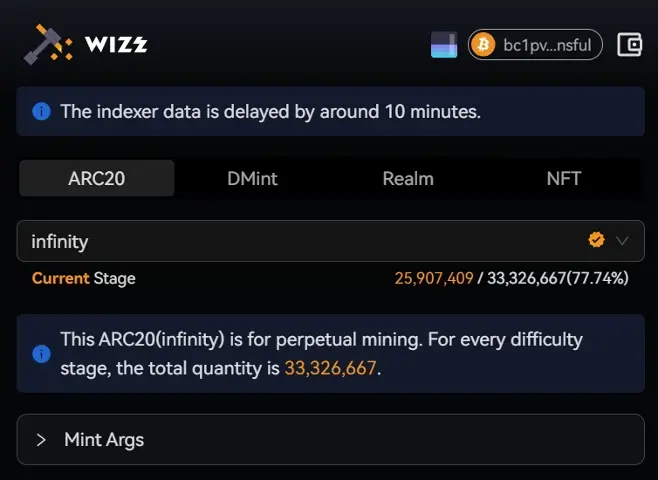 WIZZ
bc1pv...nsful
The indexer data is delayed by around 10 minutes.
ARC20 DMint Realm NFT
infinity
Current Stage 25,907,409 / 33,326,667(77.74%)
This ARC20(infinity) is for perpetual mining. For every difficulty
stage, the total quantity is 33,326,667.
Mint Args